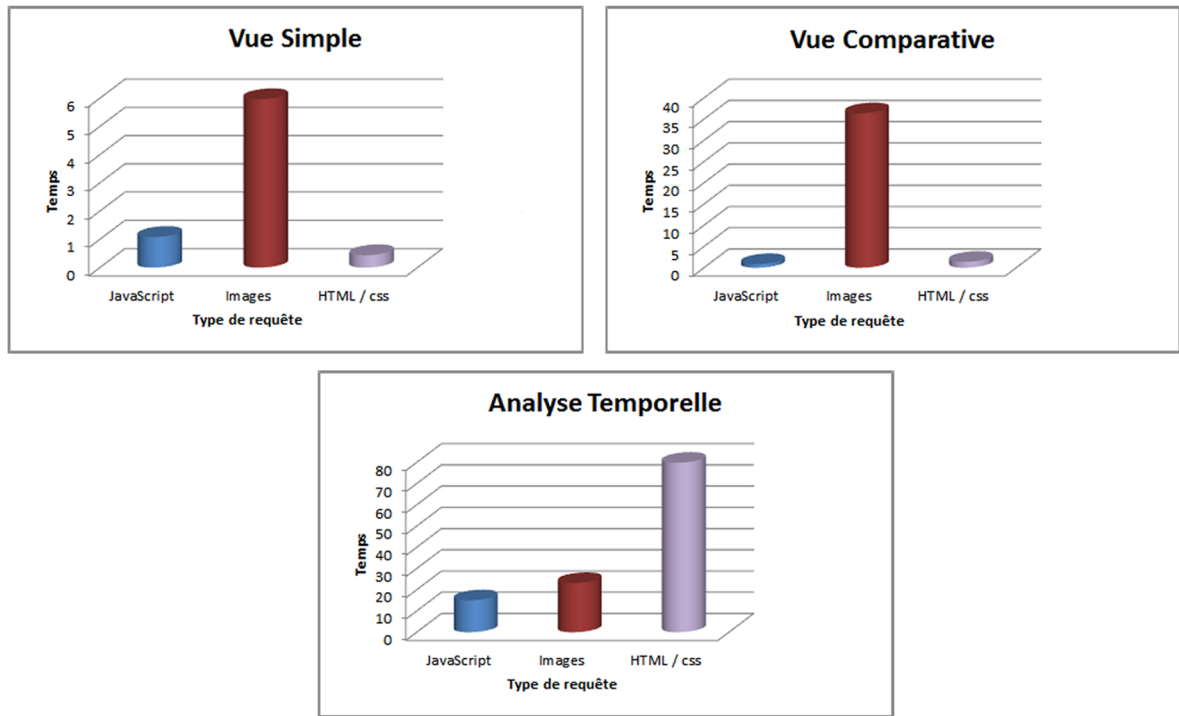 Vue Simple
6
5
4
3
2
1
0
Temps
JavaScript Images HTML / css
Type de requête
Vue Comparative
40
35
30
25
20
15
10
5
0
Temps
JavaScript Images HTML / css
Type de requête
Analyse Temporelle
80
70
60
50
40
30
20
10
0
Temps
JavaScript Images HTML / css
Type de requête